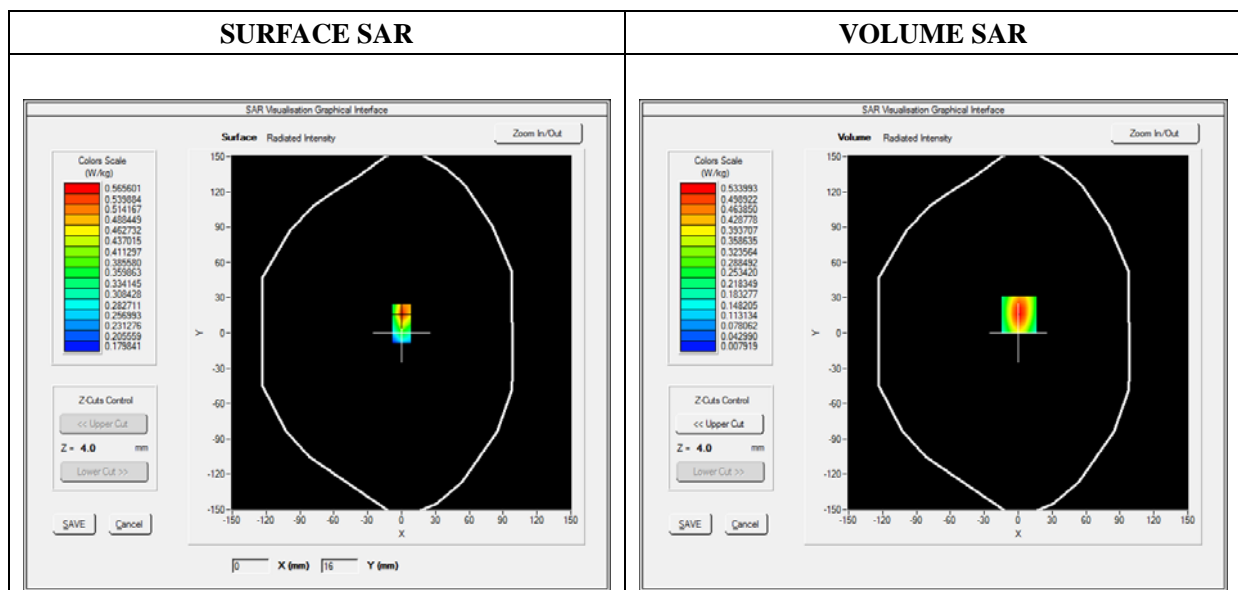 SURFACE SAR
VOLUME SAR
SAR Visualisation Graphical Interface
Surface Radiated Intensity
Zoom In/Out
Colors Scale
(W/kg)
0.565601
0.539884
0.514167
0.488449
0.462732
0.437015
0.411297
0.385580
0.359863
0.334145
0.308428
0.282711
0.256993
0.231276
0.205559
0.179841
Z-Cuts Control
<< Upper Cut
Z = 4.0 mm
Lower Cut >>
SAVE Cancel
150
120
90
60
30
0
-30
-60
-90
-120
-150
Y
-150 -120 -90 -60 -30 0 30 60 90 120 150
X
0 X (mm) 16 Y (mm)
SAR Visualisation Graphical Interface
Volume Radiated Intensity
Zoom In/Out
Colors Scale
(W/kg)
0.533993
0.498922
0.463850
0.428778
0.393707
0.358635
0.323564
0.288492
0.253420
0.218349
0.183277
0.148205
0.113134
0.078062
0.042990
0.007919
Z-Cuts Control
<< Upper Cut
Z = 4.0 mm
Lower Cut >>
SAVE Cancel
150
120
90
60
30
0
-30
-60
-90
-120
-150
Y
-150 -120 -90 -60 -30 0 30 60 90 120 150
X